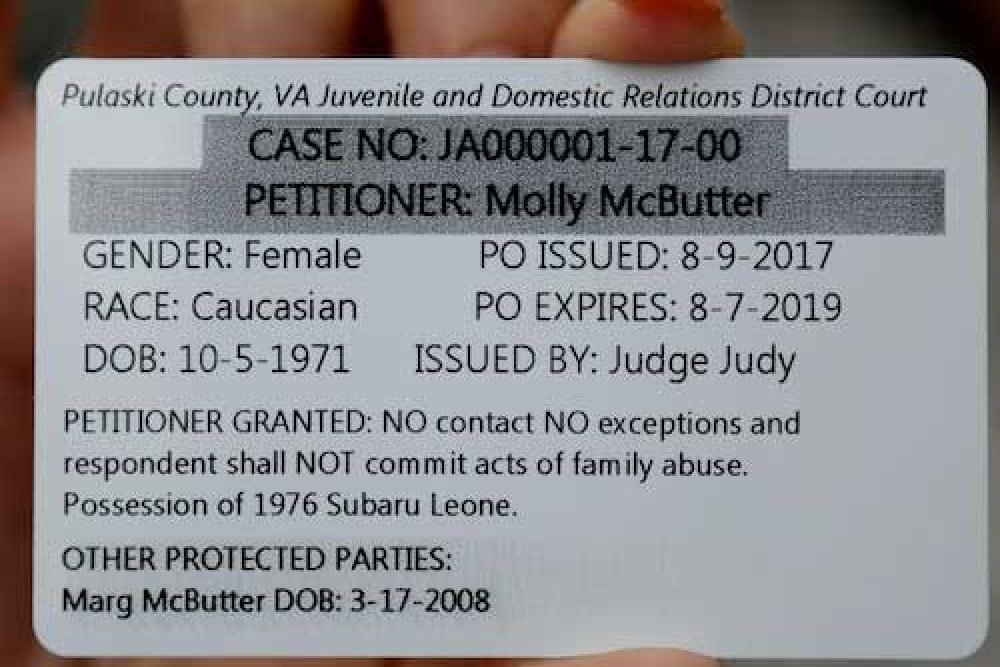 Pulaski County, VA Juvenile and Domestic Relations District Court
CASE NO: JA000001-17-00
PETITIONER: Molly McButter
GENDER: Female PO ISSUED: 8-9-2017
RACE: Caucasian PO EXPIRES: 8-7-2019
DOB: 10-5-1971 ISSUED BY: Judge Judy
PETITIONER GRANTED: NO contact NO exceptions and
respondent shall NOT commit acts of family abuse.
Possession of 1976 Subaru Leone.
OTHER PROTECTED PARTIES:
Marg McButter DOB: 3-17-2008